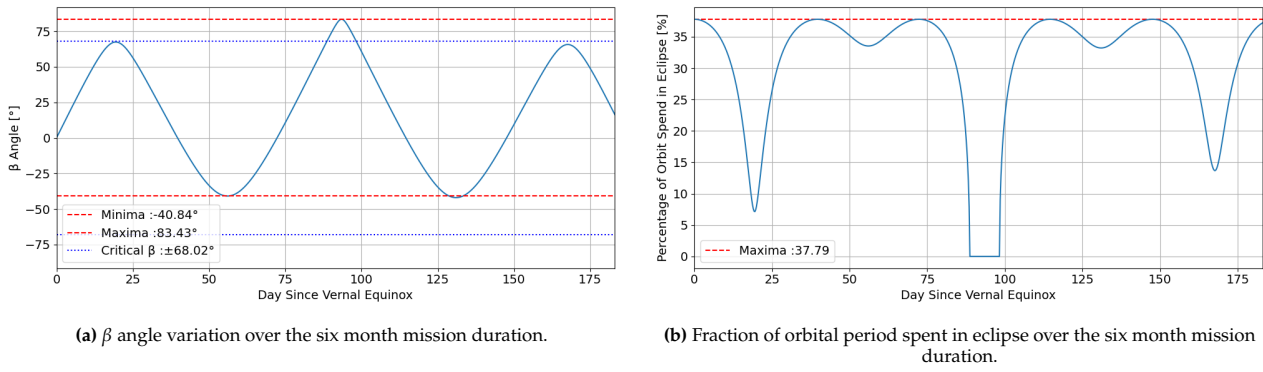 75
50
25
0
−25
−50
−75
β Angle [°]
Minima :-40.84°
Maxima :83.43°
Critical β :±68.02°
0 25 50 75 100 125 150 175
Day Since Vernal Equinox
(a) β angle variation over the six month mission duration.
35
30
25
20
15
10
5
0
Percentage of Orbit Spend in Eclipse [%]
Maxima :37.79
0 25 50 75 100 125 150 175
Day Since Vernal Equinox
(b) Fraction of orbital period spent in eclipse over the six month mission
duration.